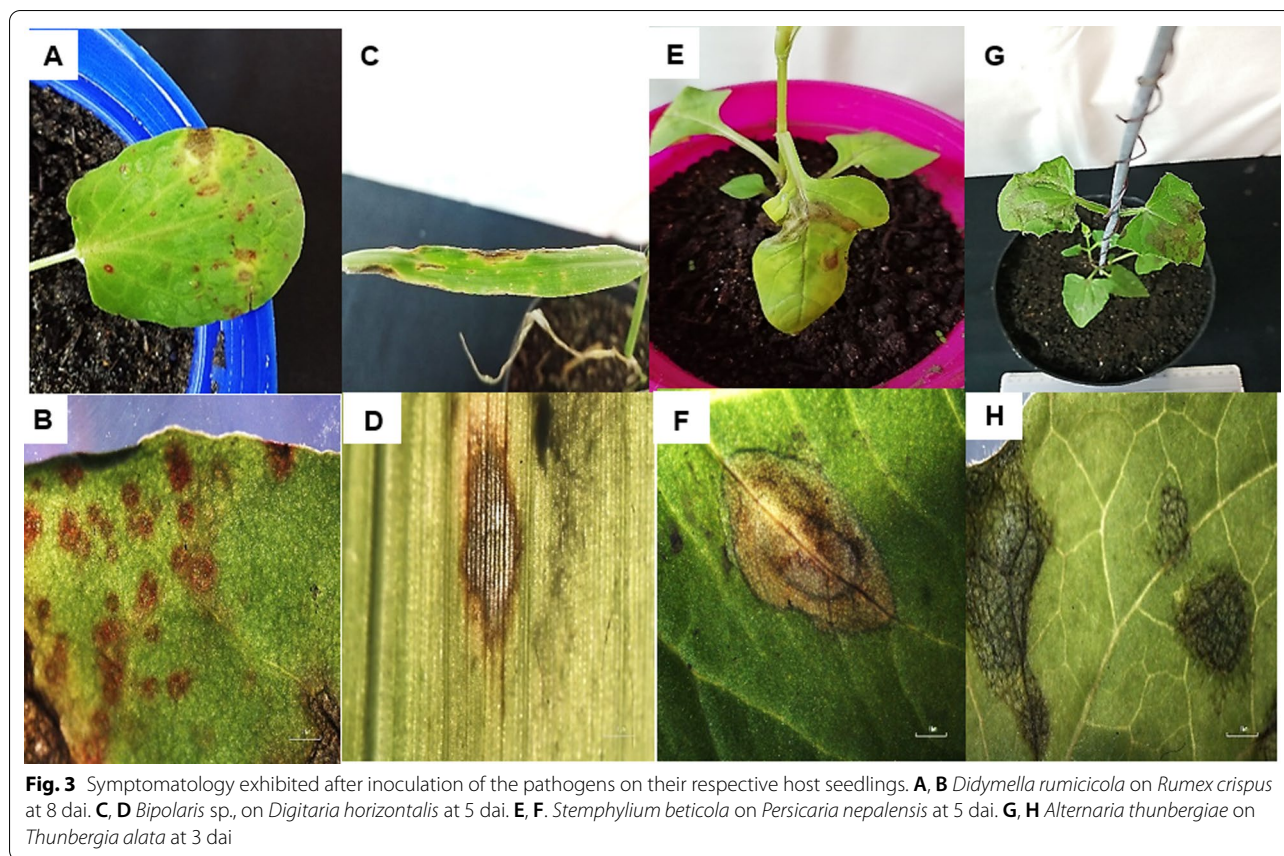 A
C
E
G
B
D
F
H
Fig. 3 Symptomatology exhibited after inoculation of the pathogens on their respective host seedlings. A, B Didymella rumicicola on Rumex crispus
at 8 dai. C, D Bipolaris sp., on Digitaria horizontalis at 5 dai. E, F. Stemphylium beticola on Persicaria nepalensis at 5 dai. G, H Alternaria thunbergiae on
Thunbergia alata at 3 dai